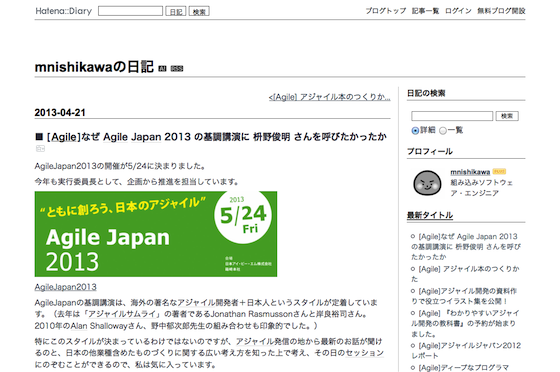 Hatena::Diary 日記 検索 ブログトップ 記事一覧 ログイン 無料ブログ開設
mnishikawaの日記 AI RSS
<[Agile] アジャイル本のつくりか...
2013-04-21
■ [Agile]なぜ Agile Japan 2013 の基調講演に 枡野俊明 さんを呼びたかったか
AgileJapan2013の開催が5/24に決まりました。
今年も実行委員長として、企画から推進を担当しています。
“ともに創ろう、日本のアジャイル”
Agile Japan
2013
2013
5/24
Fri
主催
日本アイ・ビー・エム株式会社
AgileJapan2013
AgileJapanの基調講演は、海外の著名なアジャイル開発者＋日本人というスタイルが定着していま
す。（去年は「アジャイルサムライ」の著者であるJonathan Rasmussonさんと岸良裕司さん。
2010年のAlan Shallowayさん、野中郁次郎先生の組み合わせも印象的でした。）
特にこのスタイルが決まっているわけではないのですが、アジャイル発信の地から最新のお話が聞け
るのと、日本の他業種含めたものづくりに関する広い考え方を知った上で考え、その日のセッション
にのぞむことができるので、私は気に入っています。
日記の検索
検索
詳細 一覧
プロフィール
mnishikawa
組み込みソフトウェ
ア・エンジニア
最新タイトル
[Agile]なぜ Agile Japan 2013
の基調講演に 枡野俊明 さんを呼び
たかったか
[Agile] アジャイル本のつくりか
た
[Agile]アジャイル開発の資料作
りで役立つイラスト集を公開！
[Agile] 『わかりやすいアジャイ
ル開発の教科書』の予約が始まり
ました。
[Agile]アジャイルジャパン2012
レポート
[Agile]ディープなプログラマ